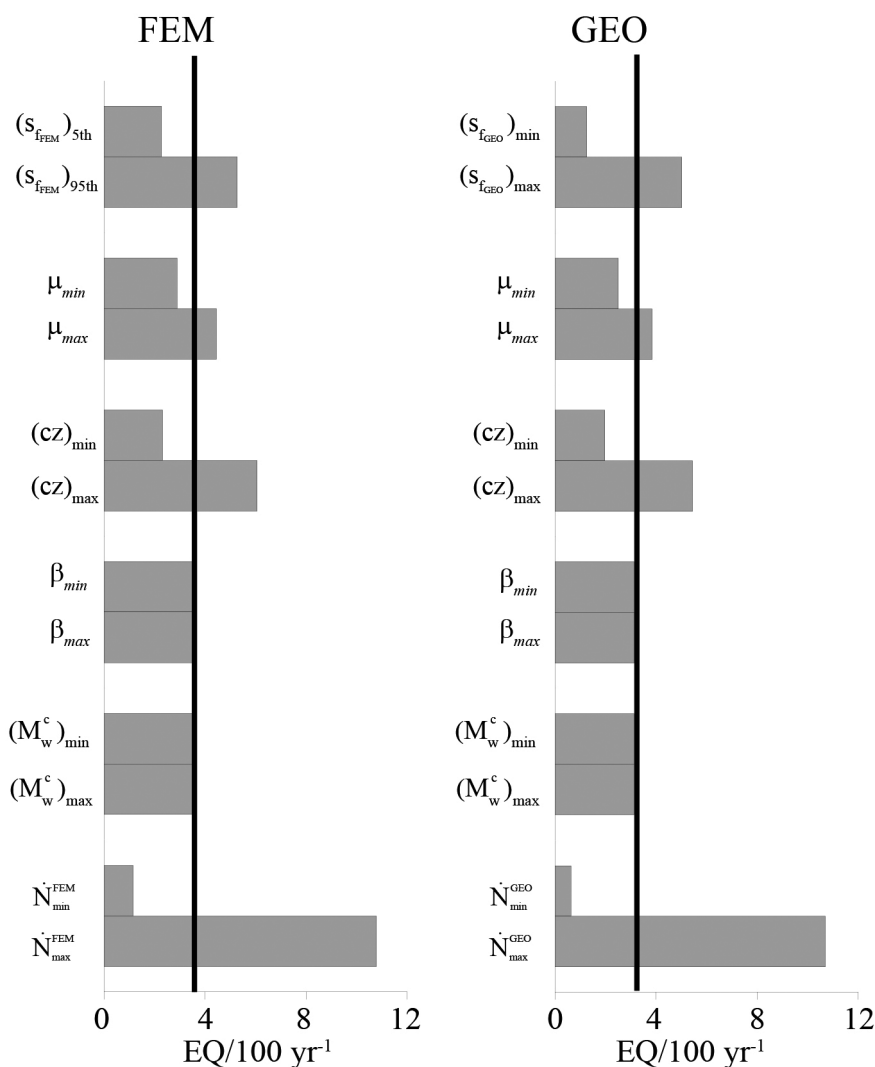 FEM
(s_fFEM)5th
(s_fFEM)95th
μmin
μmax
(cz)min
(cz)max
βmin
βmax
(M^c_w)min
(M^c_w)max
Ṅ^FEM_min
Ṅ^FEM_max
0 4 8 12
EQ/100 yr-1
GEO
(s_fGEO)min
(s_fGEO)max
μmin
μmax
(cz)min
(cz)max
βmin
βmax
(M^c_w)min
(M^c_w)max
Ṅ^GEO_min
Ṅ^GEO_max
0 4 8 12
EQ/100 yr-1